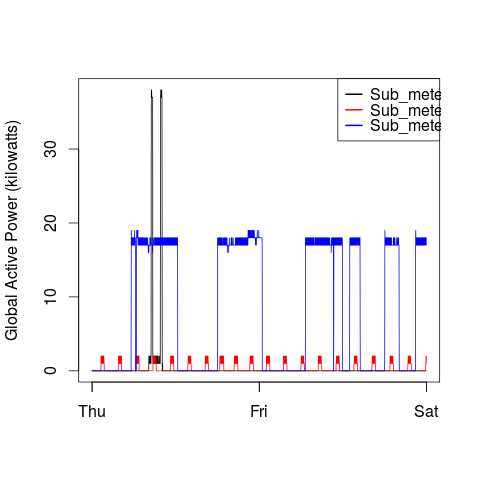 Global Active Power (kilowatts)
30
20
10
0
Thu
Fri
Sat
Sub_mete
Sub_mete
Sub_mete